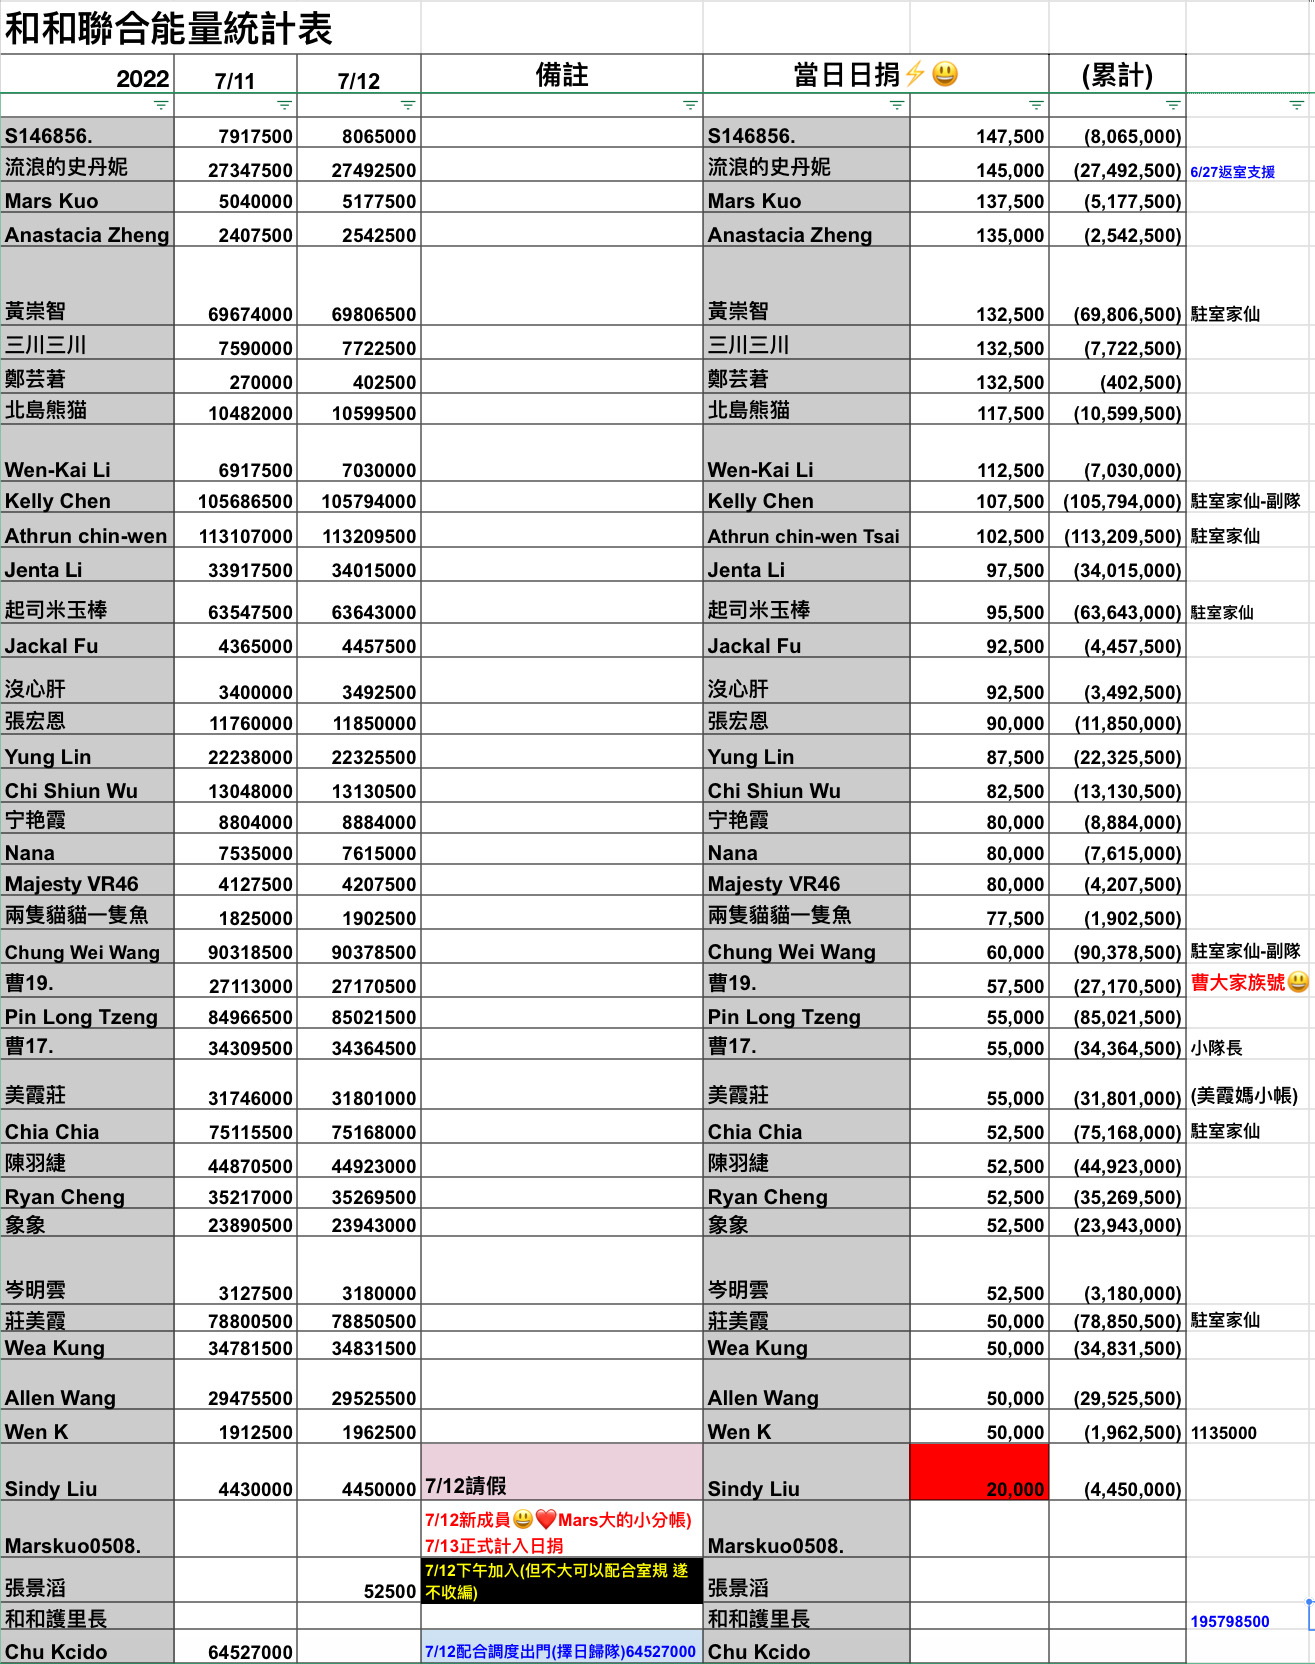 和和聯合能量統計表
2022 7/11 7/12 備註 當日日捐⚡😃 (累計)
S146856. 7917500 8065000 S146856. 147,500 (8,065,000)
流浪的史丹妮 27347500 27492500 流浪的史丹妮 145,000 (27,492,500) 6/27返室支援
Mars Kuo 5040000 5177500 Mars Kuo 137,500 (5,177,500)
Anastacia Zheng 2407500 2542500 Anastacia Zheng 135,000 (2,542,500)
黃崇智 69674000 69806500 黃崇智 132,500 (69,806,500) 駐室家仙
三川三川 7590000 7722500 三川三川 132,500 (7,722,500)
鄭芸莙 270000 402500 鄭芸莙 132,500 (402,500)
北島熊猫 10482000 10599500 北島熊猫 117,500 (10,599,500)
Wen-Kai Li 6917500 7030000 Wen-Kai Li 112,500 (7,030,000)
Kelly Chen 105686500 105794000 Kelly Chen 107,500 (105,794,000) 駐室家仙-副隊
Athrun chin-wen 113107000 113209500 Athrun chin-wen Tsai 102,500 (113,209,500) 駐室家仙
Jenta Li 33917500 34015000 Jenta Li 97,500 (34,015,000)
起司米玉棒 63547500 63643000 起司米玉棒 95,500 (63,643,000) 駐室家仙
Jackal Fu 4365000 4457500 Jackal Fu 92,500 (4,457,500)
沒心肝 3400000 3492500 沒心肝 92,500 (3,492,500)
張宏恩 11760000 11850000 張宏恩 90,000 (11,850,000)
Yung Lin 22238000 22325500 Yung Lin 87,500 (22,325,500)
Chi Shiun Wu 13048000 13130500 Chi Shiun Wu 82,500 (13,130,500)
宁艳霞 8804000 8884000 宁艳霞 80,000 (8,884,000)
Nana 7535000 7615000 Nana 80,000 (7,615,000)
Majesty VR46 4127500 4207500 Majesty VR46 80,000 (4,207,500)
兩隻貓貓一隻魚 1825000 1902500 兩隻貓貓一隻魚 77,500 (1,902,500)
Chung Wei Wang 90318500 90378500 Chung Wei Wang 60,000 (90,378,500) 駐室家仙-副隊
曹19. 27113000 27170500 曹19. 57,500 (27,170,500) 曹大家族號😃
Pin Long Tzeng 84966500 85021500 Pin Long Tzeng 55,000 (85,021,500)
曹17. 34309500 34364500 曹17. 55,000 (34,364,500) 小隊長
美霞莊 31746000 31801000 美霞莊 55,000 (31,801,000) (美霞媽小帳)
Chia Chia 75115500 75168000 Chia Chia 52,500 (75,168,000) 駐室家仙
陳羽緁 44870500 44923000 陳羽緁 52,500 (44,923,000)
Ryan Cheng 35217000 35269500 Ryan Cheng 52,500 (35,269,500)
象象 23890500 23943000 象象 52,500 (23,943,000)
岑明雲 3127500 3180000 岑明雲 52,500 (3,180,000)
莊美霞 78800500 78850500 莊美霞 50,000 (78,850,500) 駐室家仙
Wea Kung 34781500 34831500 Wea Kung 50,000 (34,831,500)
Allen Wang 29475500 29525500 Allen Wang 50,000 (29,525,500)
Wen K 1912500 1962500 Wen K 50,000 (1,962,500) 1135000
Sindy Liu 4430000 4450000 7/12請假 Sindy Liu 20,000 (4,450,000)
7/12新成員😃❤️Mars大的小分帳)
Marskuo0508. 7/13正式計入日捐 Marskuo0508.
7/12下午加入(但不大可以配合室規 遂
張景滔 52500 不收編) 張景滔
和和護里長 和和護里長 195798500
Chu Kcido 64527000 7/12配合調度出門(擇日歸隊)64527000 Chu Kcido